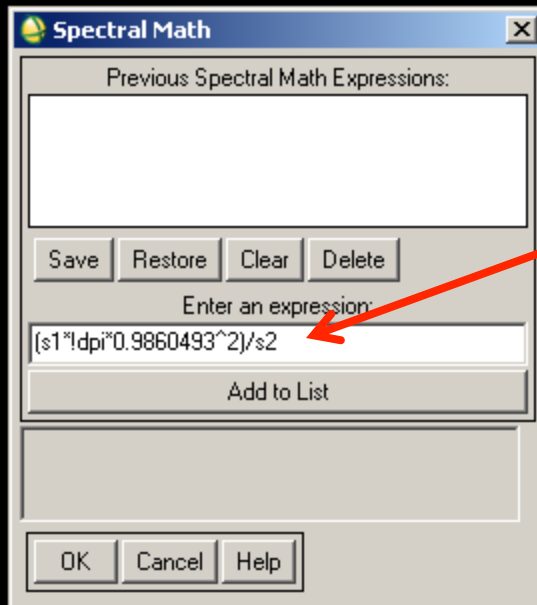 Spectral Math
Previous Spectral Math Expressions:
Save Restore Clear Delete
Enter an expression:
(s1*!dpi*0.9860493^2)/s2
Add to List
OK Cancel Help